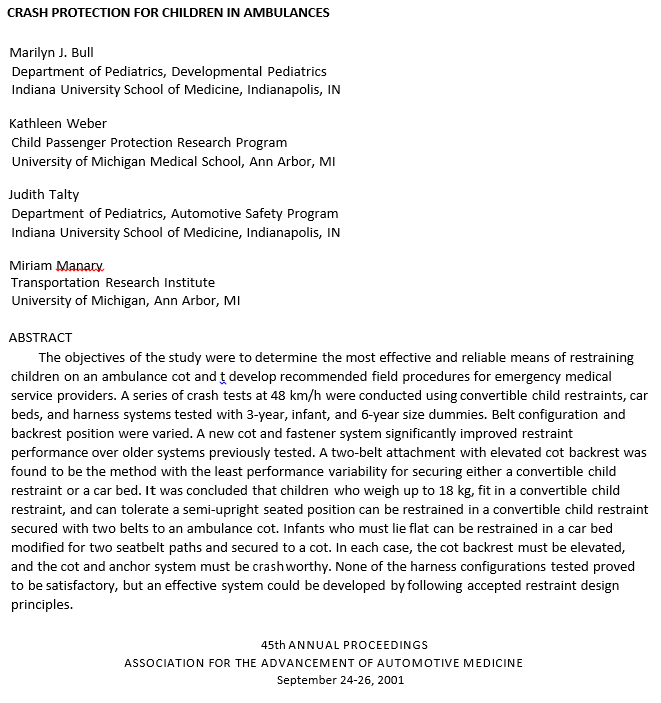 CRASH PROTECTION FOR CHILDREN IN AMBULANCES
Marilyn J. Bull
Department of Pediatrics, Developmental Pediatrics
Indiana University School of Medicine, Indianapolis, IN
Kathleen Weber
Child Passenger Protection Research Program
University of Michigan Medical School, Ann Arbor, MI
Judith Talty
Department of Pediatrics, Automotive Safety Program
Indiana University School of Medicine, Indianapolis, IN
Miriam Manary
Transportation Research Institute
University of Michigan, Ann Arbor, MI
ABSTRACT
The objectives of the study were to determine the most effective and reliable means of restraining
children on an ambulance cot and t develop recommended field procedures for emergency medical
service providers. A series of crash tests at 48 km/h were conducted using convertible child restraints, car
beds, and harness systems tested with 3-year, infant, and 6-year size dummies. Belt configuration and
backrest position were varied. A new cot and fastener system significantly improved restraint
performance over older systems previously tested. A two-belt attachment with elevated cot backrest was
found to be the method with the least performance variability for securing either a convertible child
restraint or a car bed. It was concluded that children who weigh up to 18 kg, fit in a convertible child
restraint, and can tolerate a semi-upright seated position can be restrained in a convertible child restraint
secured with two belts to an ambulance cot. Infants who must lie flat can be restrained in a car bed
modified for two seatbelt paths and secured to a cot. In each case, the cot backrest must be elevated,
and the cot and anchor system must be crashworthy. None of the harness configurations tested proved
to be satisfactory, but an effective system could be developed by following accepted restraint design
principles.
45th ANNUAL PROCEEDINGS
ASSOCIATION FOR THE ADVANCEMENT OF AUTOMOTIVE MEDICINE
September 24-26, 2001